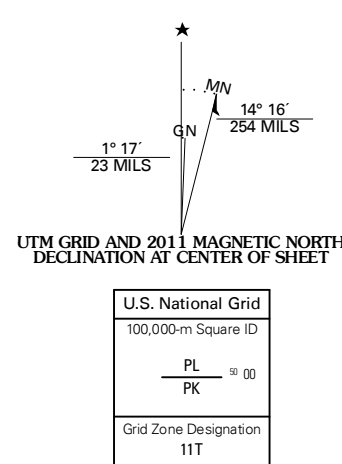 ★
MN
GN
14° 16´
254 MILS
1° 17´
23 MILS
UTM GRID AND 2011 MAGNETIC NORTH
DECLINATION AT CENTER OF SHEET
U.S. National Grid
100,000-m Square ID
PL
50 00
PK
Grid Zone Designation
11T